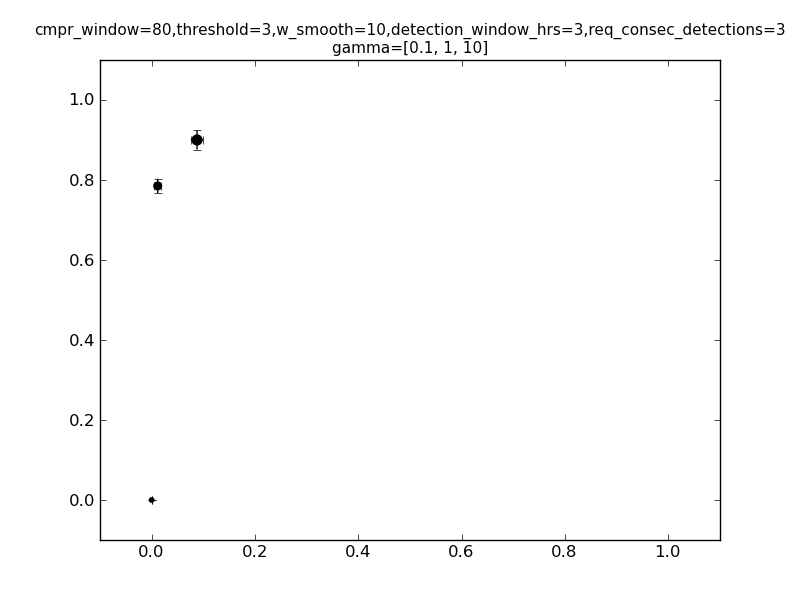 cmpr_window=80,threshold=3,w_smooth=10,detection_window_hrs=3,req_consec_detections=3
gamma=[0.1, 1, 10]
1.0
0.8
0.6
0.4
0.2
0.0
0.0 0.2 0.4 0.6 0.8 1.0